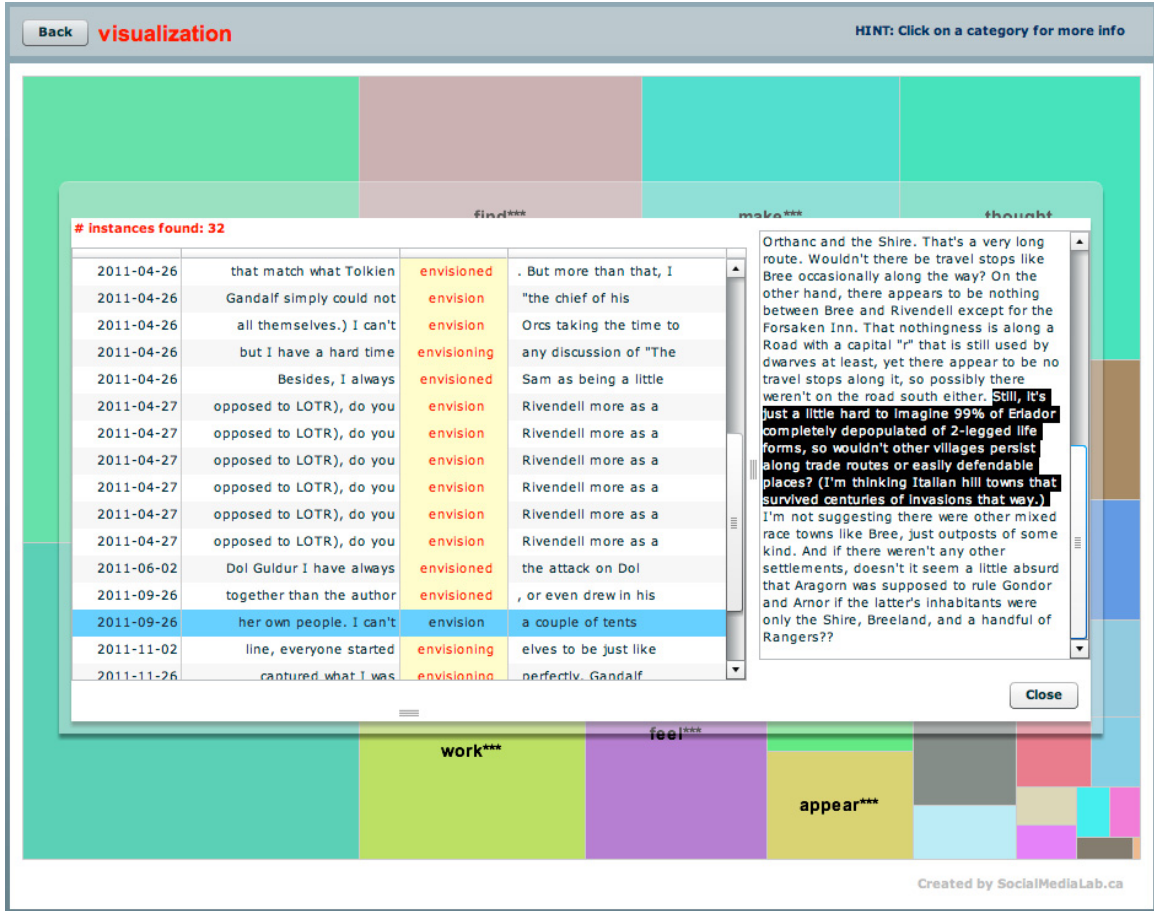 Back visualization HINT: Click on a category for more info
find*** make*** thought
# instances found: 32
2011-04-26 that match what Tolkien envisioned . But more than that, I
2011-04-26 Gandalf simply could not envision "the chief of his
2011-04-26 all themselves.) I can't envision Orcs taking the time to
2011-04-26 but I have a hard time envisioning any discussion of "The
2011-04-26 Besides, I always envisioned Sam as being a little
2011-04-27 opposed to LOTR), do you envision Rivendell more as a
2011-04-27 opposed to LOTR), do you envision Rivendell more as a
2011-04-27 opposed to LOTR), do you envision Rivendell more as a
2011-04-27 opposed to LOTR), do you envision Rivendell more as a
2011-04-27 opposed to LOTR), do you envision Rivendell more as a
2011-04-27 opposed to LOTR), do you envision Rivendell more as a
2011-06-02 Dol Guldur I have always envisioned the attack on Dol
2011-09-26 together than the author envisioned , or even drew in his
2011-09-26 her own people. I can't envision a couple of tents
2011-11-02 line, everyone started envisioning elves to be just like
2011-11-26 captured what I was envisioning perfectly. Gandalf
Orthanc and the Shire. That's a very long
route. Wouldn't there be travel stops like
Bree occasionally along the way? On the
other hand, there appears to be nothing
between Bree and Rivendell except for the
Forsaken Inn. That nothingness is along a
Road with a capital "r" that is still used by
dwarves at least, yet there appear to be no
travel stops along it, so possibly there
weren't on the road south either. Still, it's
just a little hard to imagine 99% of Eriador
completely depopulated of 2-legged life
forms, so wouldn't other villages persist
along trade routes or easily defendable
places? (I'm thinking Italian hill towns that
survived centuries of invasions that way.)
I'm not suggesting there were other mixed
race towns like Bree, just outposts of some
kind. And if there weren't any other
settlements, doesn't it seem a little absurd
that Aragorn was supposed to rule Gondor
and Arnor if the latter's inhabitants were
only the Shire, Breeland, and a handful of
Rangers??
Close
work*** feel***
appear***
Created by SocialMediaLab.ca